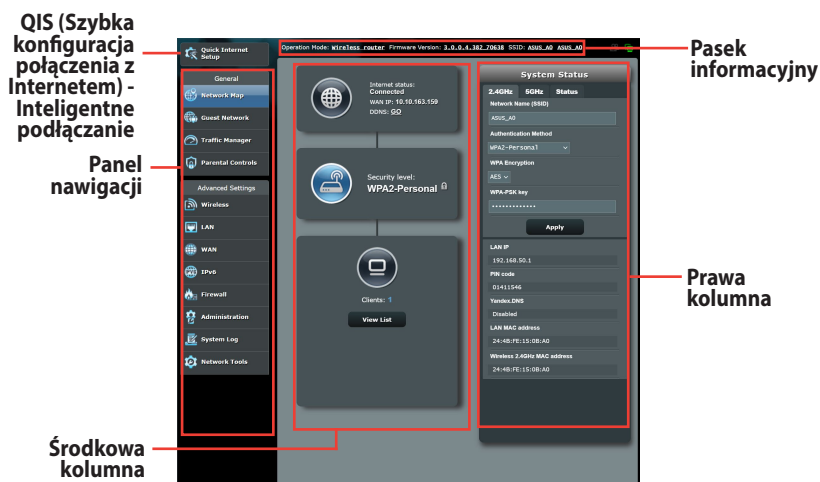 QIS (Szybka
konfiguracja
połączenia z
Internetem) -
Inteligentne
podłączanie
Panel
nawigacji
Środkowa
kolumna
Pasek
informacyjny
Prawa
kolumna
Quick Internet
Setup
General
Network Map
Guest Network
Traffic Manager
Parental Controls
Advanced Settings
Wireless
LAN
WAN
IPv6
Firewall
Administration
System Log
Network Tools
Operation Mode: Wireless router Firmware Version: 3.0.0.4.382_70638 SSID: ASUS_A0 ASUS_A0
Internet status:
Connected
WAN IP: 10.10.163.159
DDNS: GO
Security level:
WPA2-Personal
Clients: 1
View List
System Status
2.4GHz 5GHz Status
Network Name (SSID)
ASUS_A0
Authentication Method
WPA2-Personal
WPA Encryption
AES
WPA-PSK key
•••••••••••••
Apply
LAN IP
192.168.50.1
PIN code
01411546
Yandex.DNS
Disabled
LAN MAC address
24:4B:FE:15:0B:A0
Wireless 2.4GHz MAC address
24:4B:FE:15:0B:A0